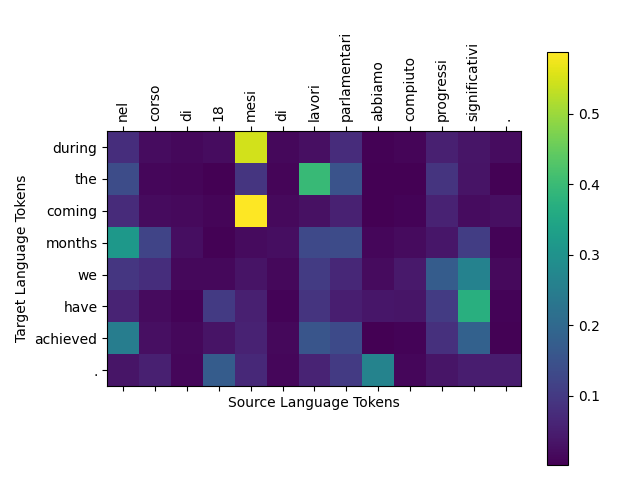 nel corso di 18 mesi di lavori parlamentari abbiamo compiuto progressi significativi .
Target Language Tokens
during
the
coming
months
we
have
achieved
.
Source Language Tokens
0.5
0.4
0.3
0.2
0.1